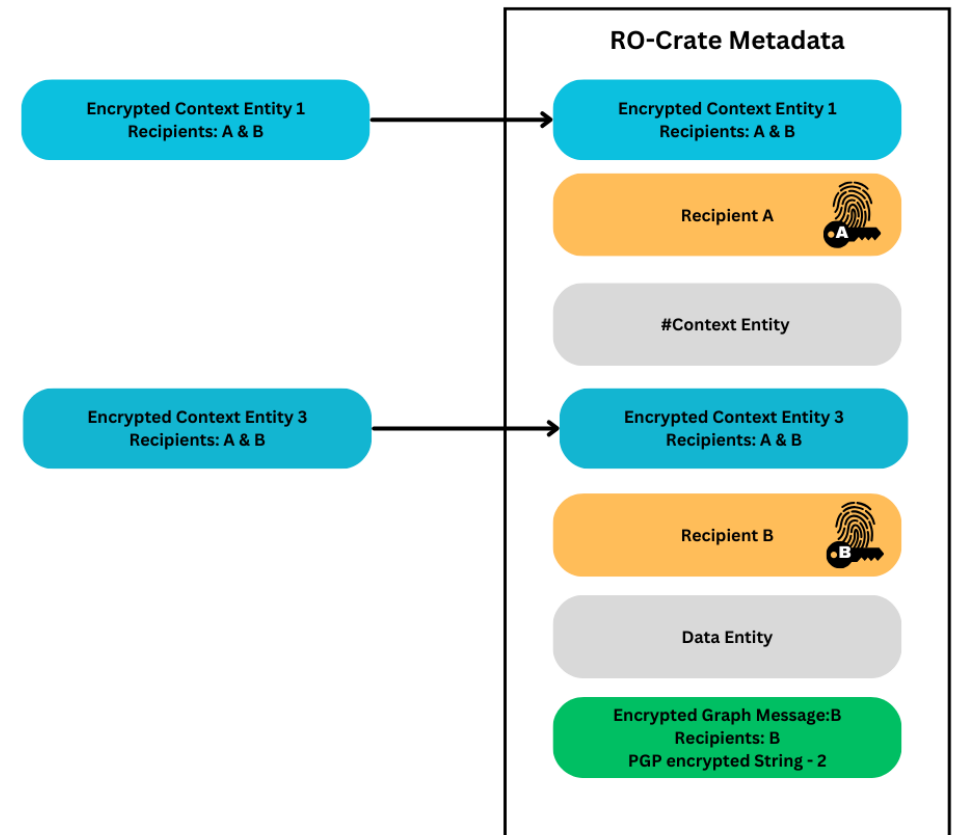 RO-Crate Metadata
Encrypted Context Entity 1
Recipients: A & B
Encrypted Context Entity 1
Recipients: A & B
Recipient A
A
#Context Entity
Encrypted Context Entity 3
Recipients: A & B
Encrypted Context Entity 3
Recipients: A & B
Recipient B
B
Data Entity
Encrypted Graph Message:B
Recipients: B
PGP encrypted String - 2